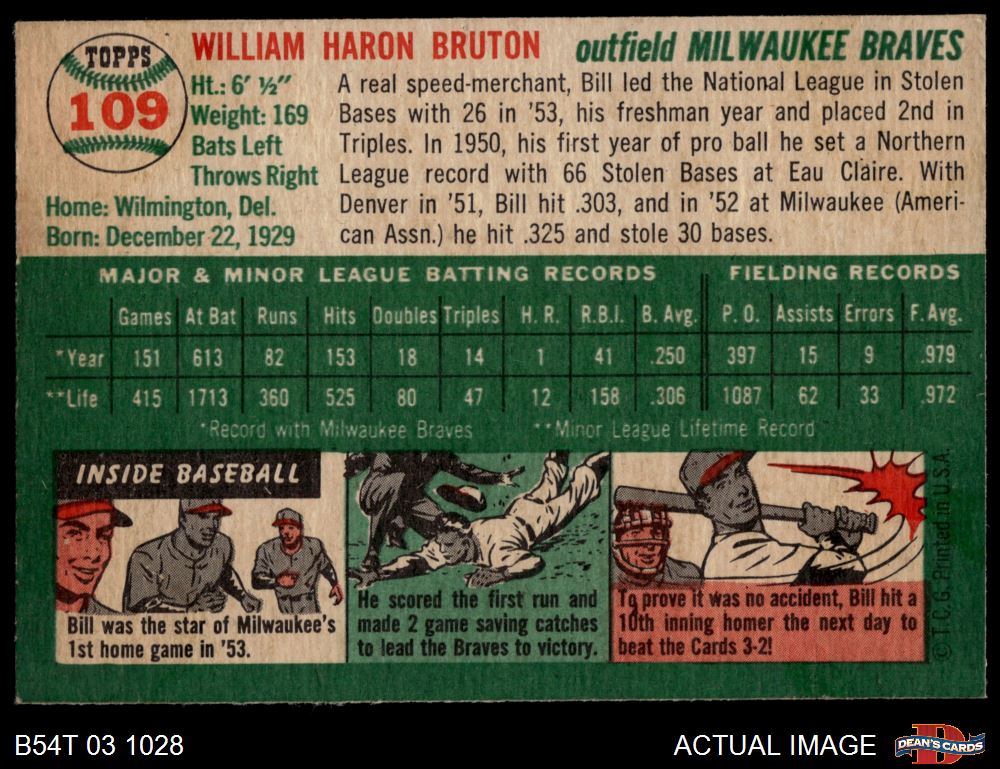 TOPPS
109
WILLIAM HARON BRUTON outfield MILWAUKEE BRAVES
Ht.: 6' ½"
Weight: 169
Bats Left
Throws Right
Home: Wilmington, Del.
Born: December 22, 1929
A real speed-merchant, Bill led the National League in Stolen
Bases with 26 in '53, his freshman year and placed 2nd in
Triples. In 1950, his first year of pro ball he set a Northern
League record with 66 Stolen Bases at Eau Claire. With
Denver in '51, Bill hit .303, and in '52 at Milwaukee (Ameri-
can Assn.) he hit .325 and stole 30 bases.
MAJOR & MINOR LEAGUE BATTING RECORDS FIELDING RECORDS
Games At Bat Runs Hits Doubles Triples H. R. R.B.I. B. Avg. P. O. Assists Errors F. Avg.
*Year 151 613 82 153 18 14 1 41 .250 397 15 9 .979
**Life 415 1713 360 525 80 47 12 158 .306 1087 62 33 .972
*Record with Milwaukee Braves **Minor League Lifetime Record
INSIDE BASEBALL
Bill was the star of Milwaukee's
1st home game in '53.
He scored the first run and
made 2 game saving catches
to lead the Braves to victory.
To prove it was no accident, Bill hit a
10th inning homer the next day to
beat the Cards 3-2!
© T. C. G. Printed in U.S.A.
B54T 03 1028 ACTUAL IMAGE DEAN'S CARDS